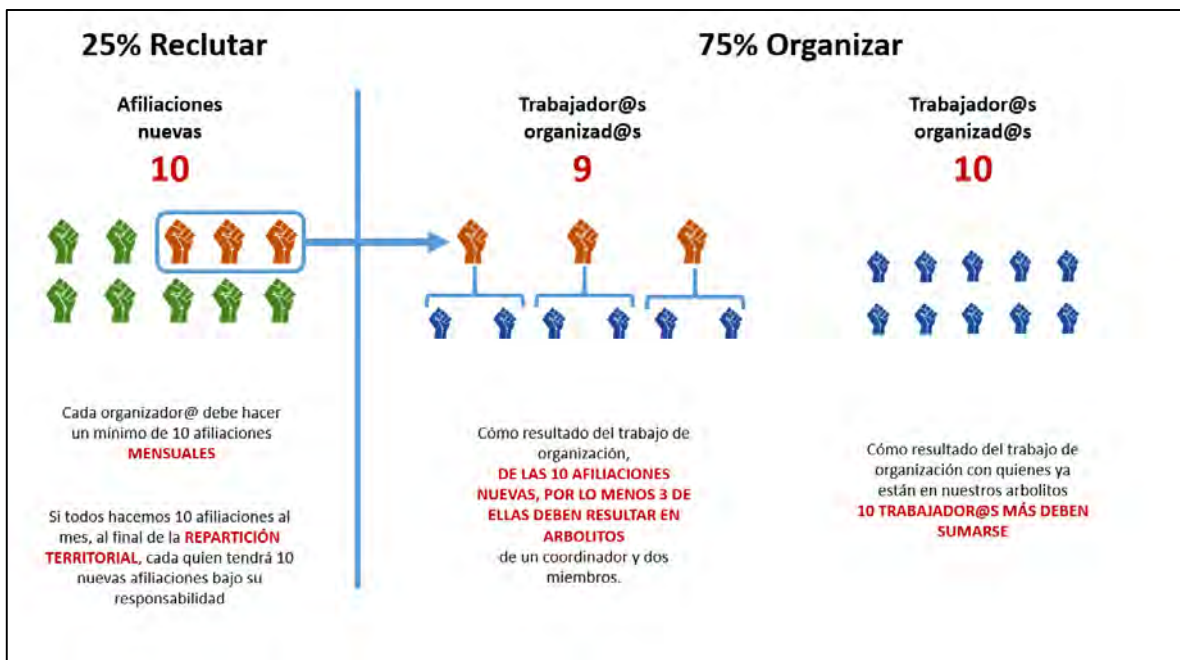 25% Reclutar
75% Organizar
Afiliaciones
nuevas
10
Trabajador@s
organizad@s
9
Trabajador@s
organizad@s
10
Cada organizador@ debe hacer
un mínimo de 10 afiliaciones
MENSUALES
Si todos hacemos 10 afiliaciones al
mes, al final de la REPARTICIÓN
TERRITORIAL, cada quien tendrá 10
nuevas afiliaciones bajo su
responsabilidad
Cómo resultado del trabajo de
organización,
DE LAS 10 AFILIACIONES
NUEVAS, POR LO MENOS 3 DE
ELLAS DEBEN RESULTAR EN
ARBOLITOS
de un coordinador y dos
miembros.
Cómo resultado del trabajo de
organización con quienes ya
están en nuestros arbolitos
10 TRABAJADOR@S MÁS DEBEN
SUMARSE